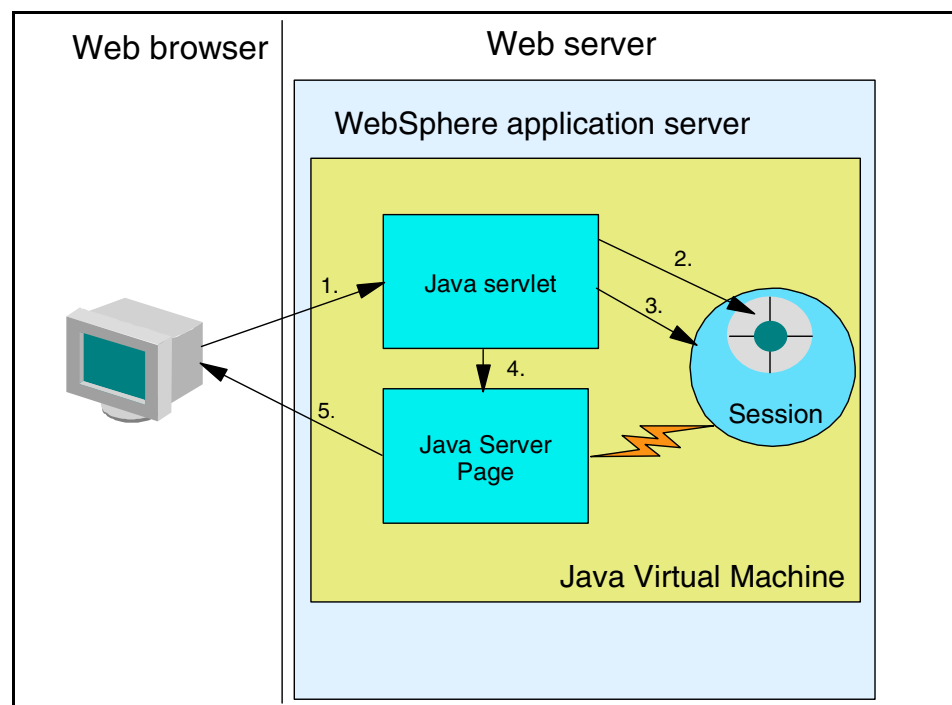 Web browser
Web server
WebSphere application server
1.
Java servlet
2.
3.
4.
5.
Java Server
Page
Session
Java Virtual Machine